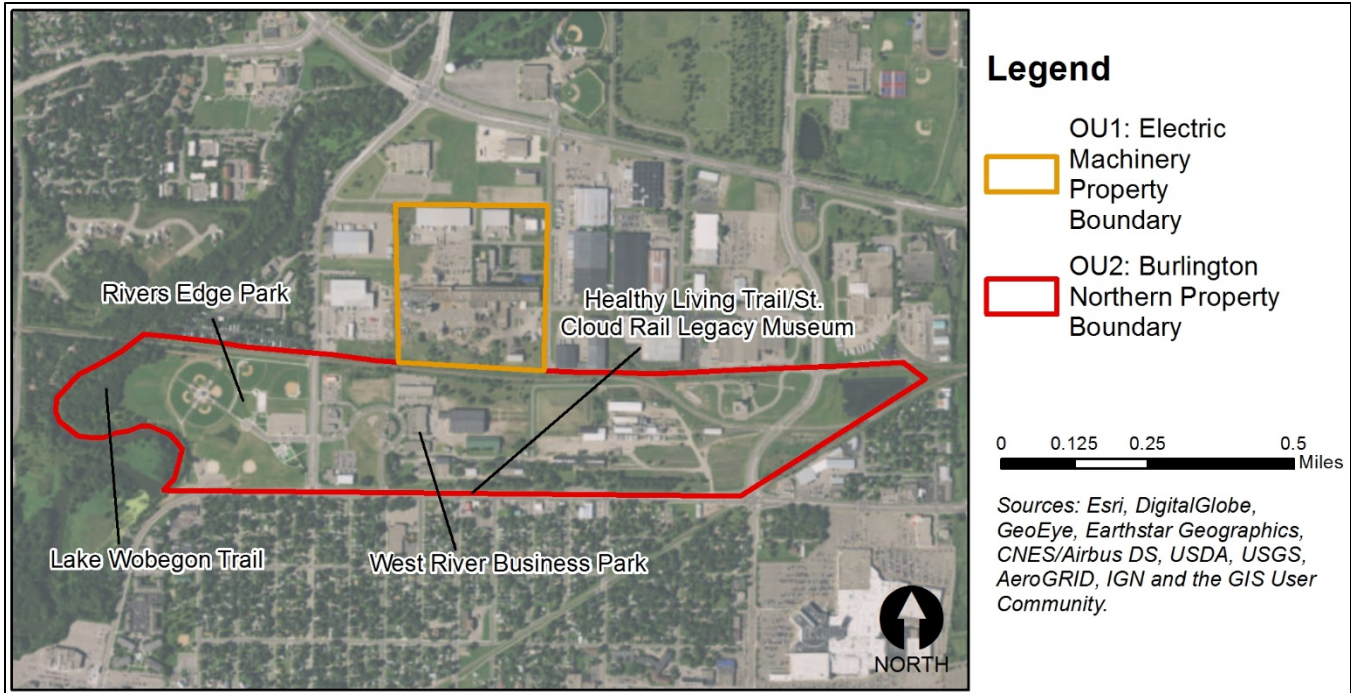 Rivers Edge Park
Healthy Living Trail/St.
Cloud Rail Legacy Museum
Lake Wobegon Trail
West River Business Park
NORTH
Legend
OU1: Electric
Machinery
Property
Boundary
OU2: Burlington
Northern Property
Boundary
0 0.125 0.25 0.5
Miles
Sources: Esri, DigitalGlobe,
GeoEye, Earthstar Geographics,
CNES/Airbus DS, USDA, USGS,
AeroGRID, IGN and the GIS User
Community.